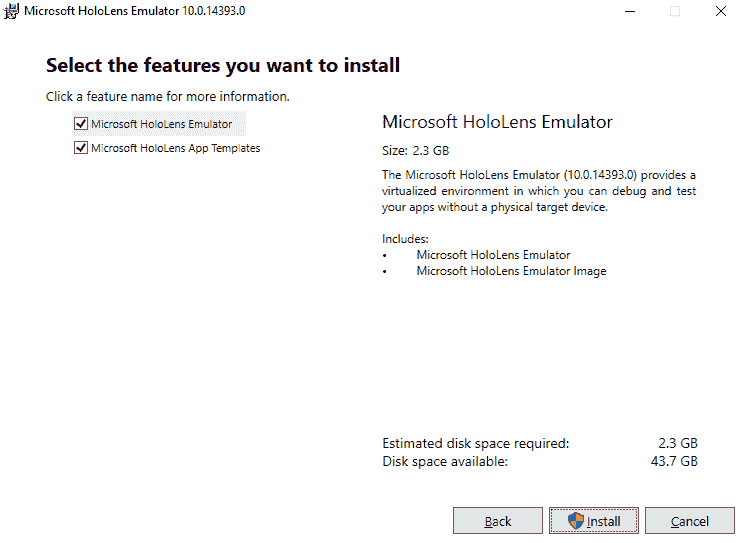 Microsoft HoloLens Emulator 10.0.14393.0
Select the features you want to install
Click a feature name for more information.
Microsoft HoloLens Emulator
Microsoft HoloLens App Templates
Microsoft HoloLens Emulator
Size: 2.3 GB
The Microsoft HoloLens Emulator (10.0.14393.0) provides a
virtualized environment in which you can debug and test
your apps without a physical target device.
Includes:
• Microsoft HoloLens Emulator
• Microsoft HoloLens Emulator Image
Estimated disk space required: 2.3 GB
Disk space available: 43.7 GB
Back Install Cancel